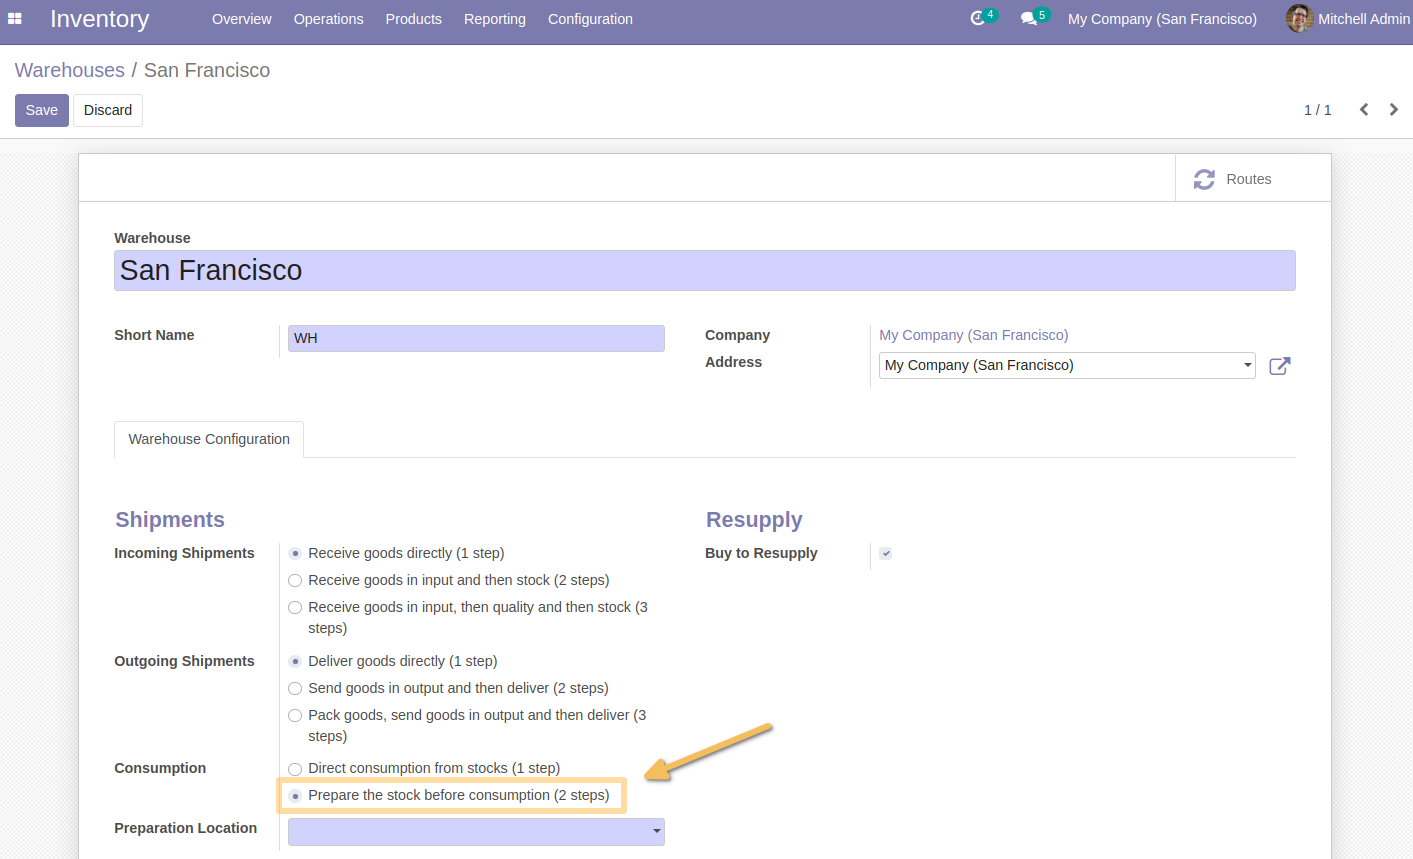 Inventory Overview Operations Products Reporting Configuration 4 5 My Company (San Francisco) Mitchell Admin
Warehouses / San Francisco
Save Discard 1 / 1
Routes
Warehouse
San Francisco
Short Name WH
Company My Company (San Francisco)
Address My Company (San Francisco)
Warehouse Configuration
Shipments
Incoming Shipments Receive goods directly (1 step)
Receive goods in input and then stock (2 steps)
Receive goods in input, then quality and then stock (3
steps)
Outgoing Shipments Deliver goods directly (1 step)
Send goods in output and then deliver (2 steps)
Pack goods, send goods in output and then deliver (3
steps)
Consumption Direct consumption from stocks (1 step)
Prepare the stock before consumption (2 steps)
Preparation Location
Resupply
Buy to Resupply